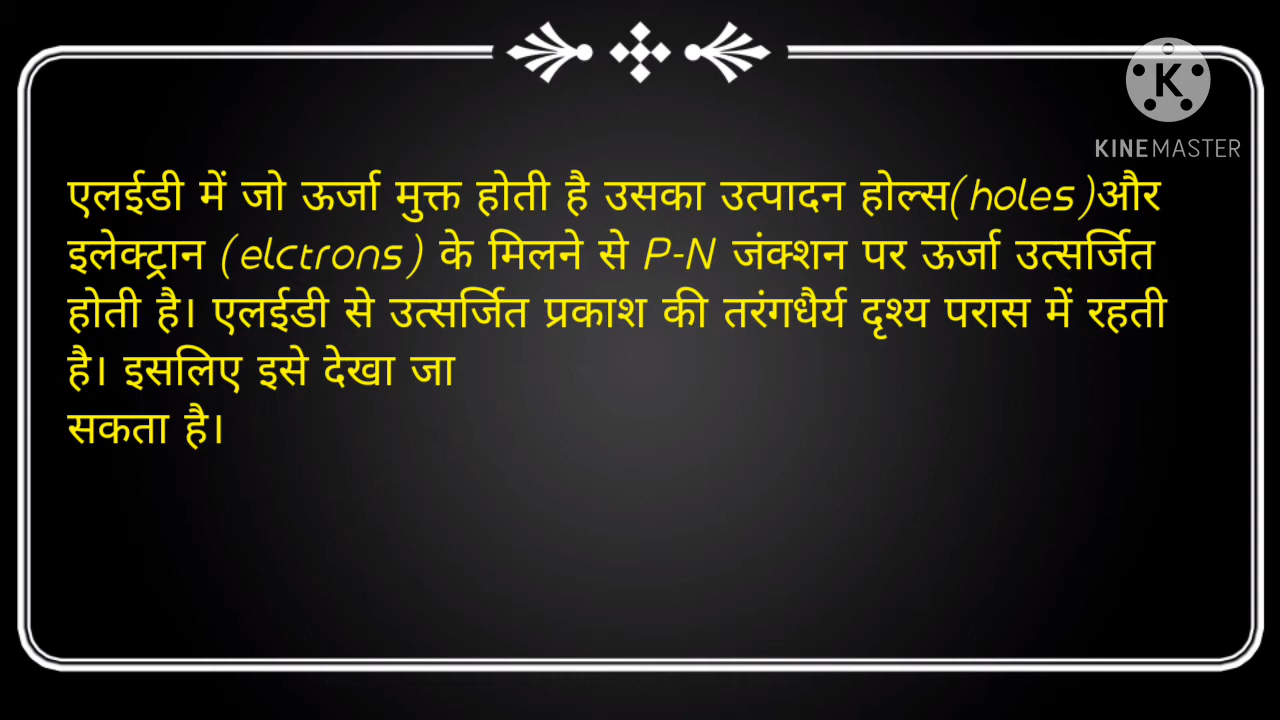 K
KINEMASTER
एलईडी में जो ऊर्जा मुक्त होती है उसका उत्पादन होल्स(holes)और
इलेक्ट्रान (elctrons) के मिलने से P-N जंक्शन पर ऊर्जा उत्सर्जित
होती है। एलईडी से उत्सर्जित प्रकाश की तरंगधैर्य दृश्य परास में रहती
है। इसलिए इसे देखा जा
सकता है।